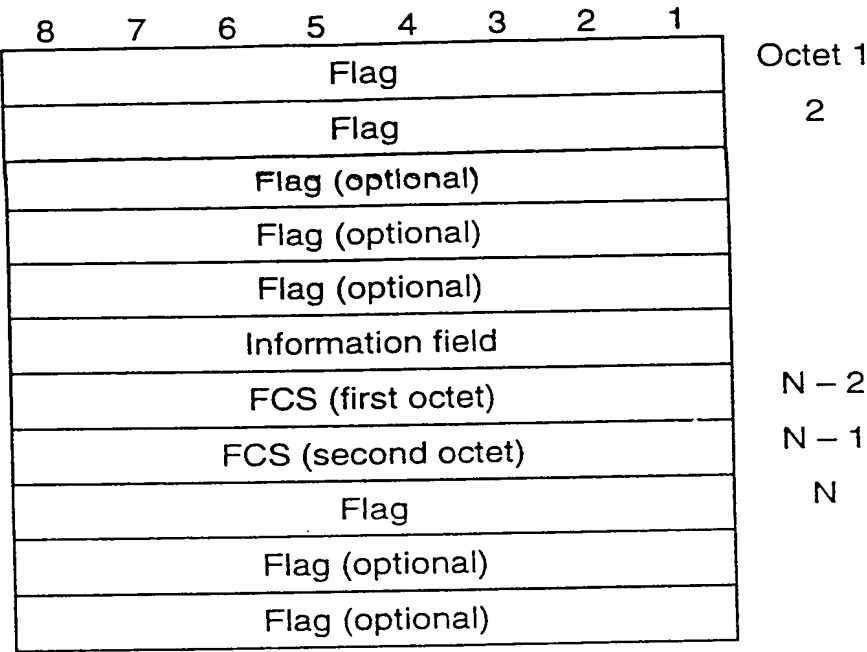 8 7 6 5 4 3 2 1
Flag Octet 1
Flag 2
Flag (optional)
Flag (optional)
Flag (optional)
Information field
FCS (first octet) N – 2
FCS (second octet) N – 1
Flag N
Flag (optional)
Flag (optional)